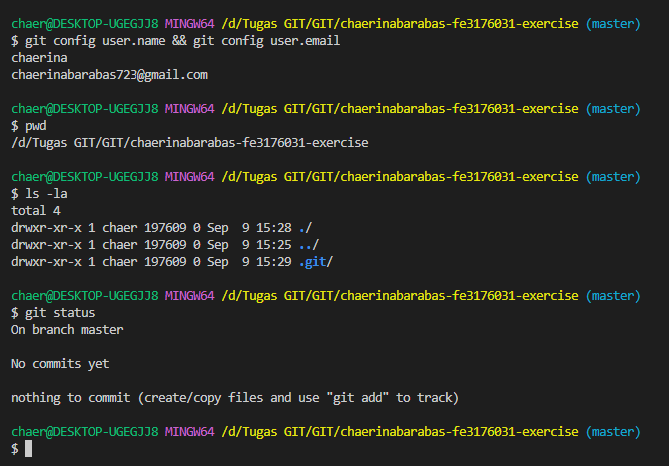 chaer@DESKTOP-UGEGJJ8 MINGW64 /d/Tugas GIT/GIT/chaerinabarabas-fe3176031-exercise (master)
$ git config user.name && git config user.email
chaerina
chaerinabarabas723@gmail.com
chaer@DESKTOP-UGEGJJ8 MINGW64 /d/Tugas GIT/GIT/chaerinabarabas-fe3176031-exercise (master)
$ pwd
/d/Tugas GIT/GIT/chaerinabarabas-fe3176031-exercise
chaer@DESKTOP-UGEGJJ8 MINGW64 /d/Tugas GIT/GIT/chaerinabarabas-fe3176031-exercise (master)
$ ls -la
total 4
drwxr-xr-x 1 chaer 197609 0 Sep  9 15:28 ./
drwxr-xr-x 1 chaer 197609 0 Sep  9 15:25 ../
drwxr-xr-x 1 chaer 197609 0 Sep  9 15:29 .git/
chaer@DESKTOP-UGEGJJ8 MINGW64 /d/Tugas GIT/GIT/chaerinabarabas-fe3176031-exercise (master)
$ git status
On branch master
No commits yet
nothing to commit (create/copy files and use "git add" to track)
chaer@DESKTOP-UGEGJJ8 MINGW64 /d/Tugas GIT/GIT/chaerinabarabas-fe3176031-exercise (master)
$